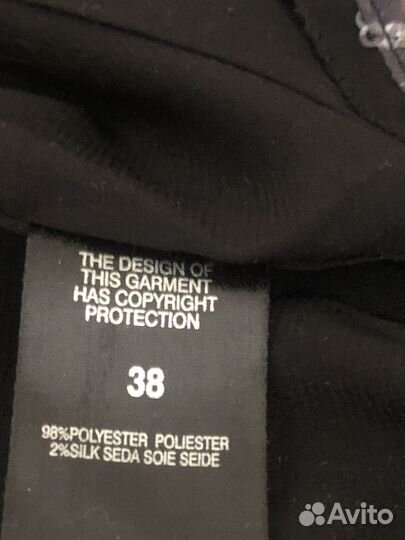 THE DESIGN OF
THIS GARMENT
HAS COPYRIGHT
PROTECTION
38
98%POLYESTER POLIESTER
2%SILK SEDA SOIE SEIDE
Avito